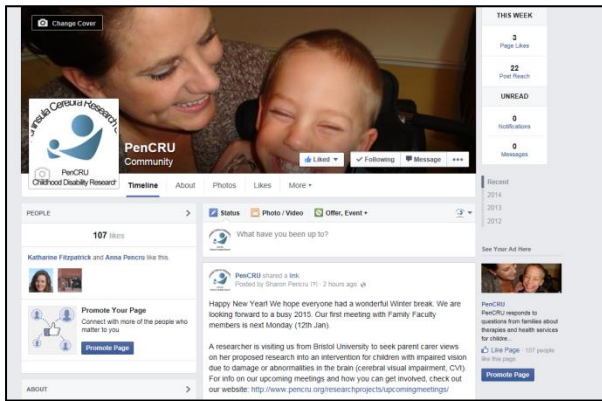 Change Cover
Peninsula Cerebra Research
PenCRU
Childhood Disability Research
PenCRU
Community
Liked
Following
Message
Timeline
About
Photos
Likes
More
PEOPLE
107 likes
Katharine Fitzpatrick and Anna Pencru like this.
Promote Your Page
Connect with more of the people who
matter to you
Promote Page
ABOUT
Status
Photo / Video
Offer, Event +
What have you been up to?
PenCRU shared a link.
Posted by Sharon Pencru [?] · 2 hours ago
Happy New Year! We hope everyone had a wonderful Winter break. We are
looking forward to a busy 2015. Our first meeting with Family Faculty
members is next Monday (12th Jan).
A researcher is visiting us from Bristol University to seek parent carer views
on her proposed research into an intervention for children with impaired vision
due to damage or abnormalities in the brain (cerebral visual impairment, CVI).
For info on our upcoming meetings and how you can get involved, check out
our website: http://www.pencru.org/researchprojects/upcomingmeetings/
THIS WEEK
3
Page Likes
22
Post Reach
UNREAD
0
Notifications
0
Messages
Recent
2014
2013
2012
See Your Ad Here
PenCRU
PenCRU responds to
questions from families about
therapies and health services
for childre..
Like Page · 107 people
like this page
Promote Page